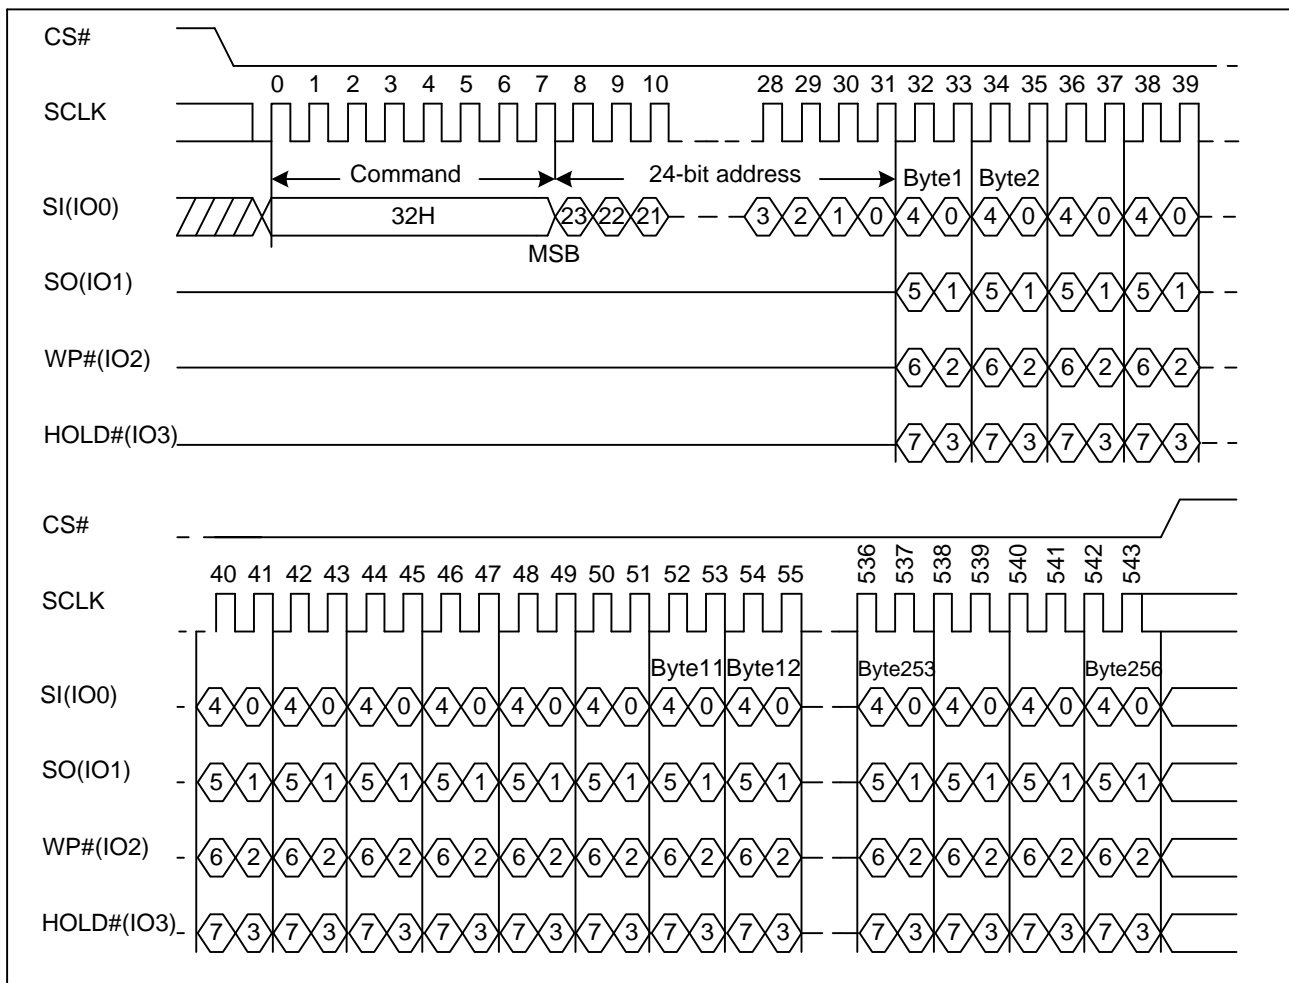 CS#
0 1 2 3 4 5 6 7 8 9 10 28 29 30 31 32 33 34 35 36 37 38 39
SCLK
Command 24-bit address Byte1 Byte2
SI(IO0) 32H 23 22 21 3 2 1 0 4 0 4 0 4 0 4 0
MSB
SO(IO1) 5 1 5 1 5 1 5 1
WP#(IO2) 6 2 6 2 6 2 6 2
HOLD#(IO3) 7 3 7 3 7 3 7 3
CS#
40 41 42 43 44 45 46 47 48 49 50 51 52 53 54 55 536 537 538 539 540 541 542 543
SCLK
Byte11 Byte12 Byte253 Byte256
SI(IO0) 4 0 4 0 4 0 4 0 4 0 4 0 4 0 4 0 4 0 4 0 4 0 4 0
SO(IO1) 5 1 5 1 5 1 5 1 5 1 5 1 5 1 5 1 5 1 5 1 5 1 5 1
WP#(IO2) 6 2 6 2 6 2 6 2 6 2 6 2 6 2 6 2 6 2 6 2 6 2 6 2
HOLD#(IO3) 7 3 7 3 7 3 7 3 7 3 7 3 7 3 7 3 7 3 7 3 7 3 7 3